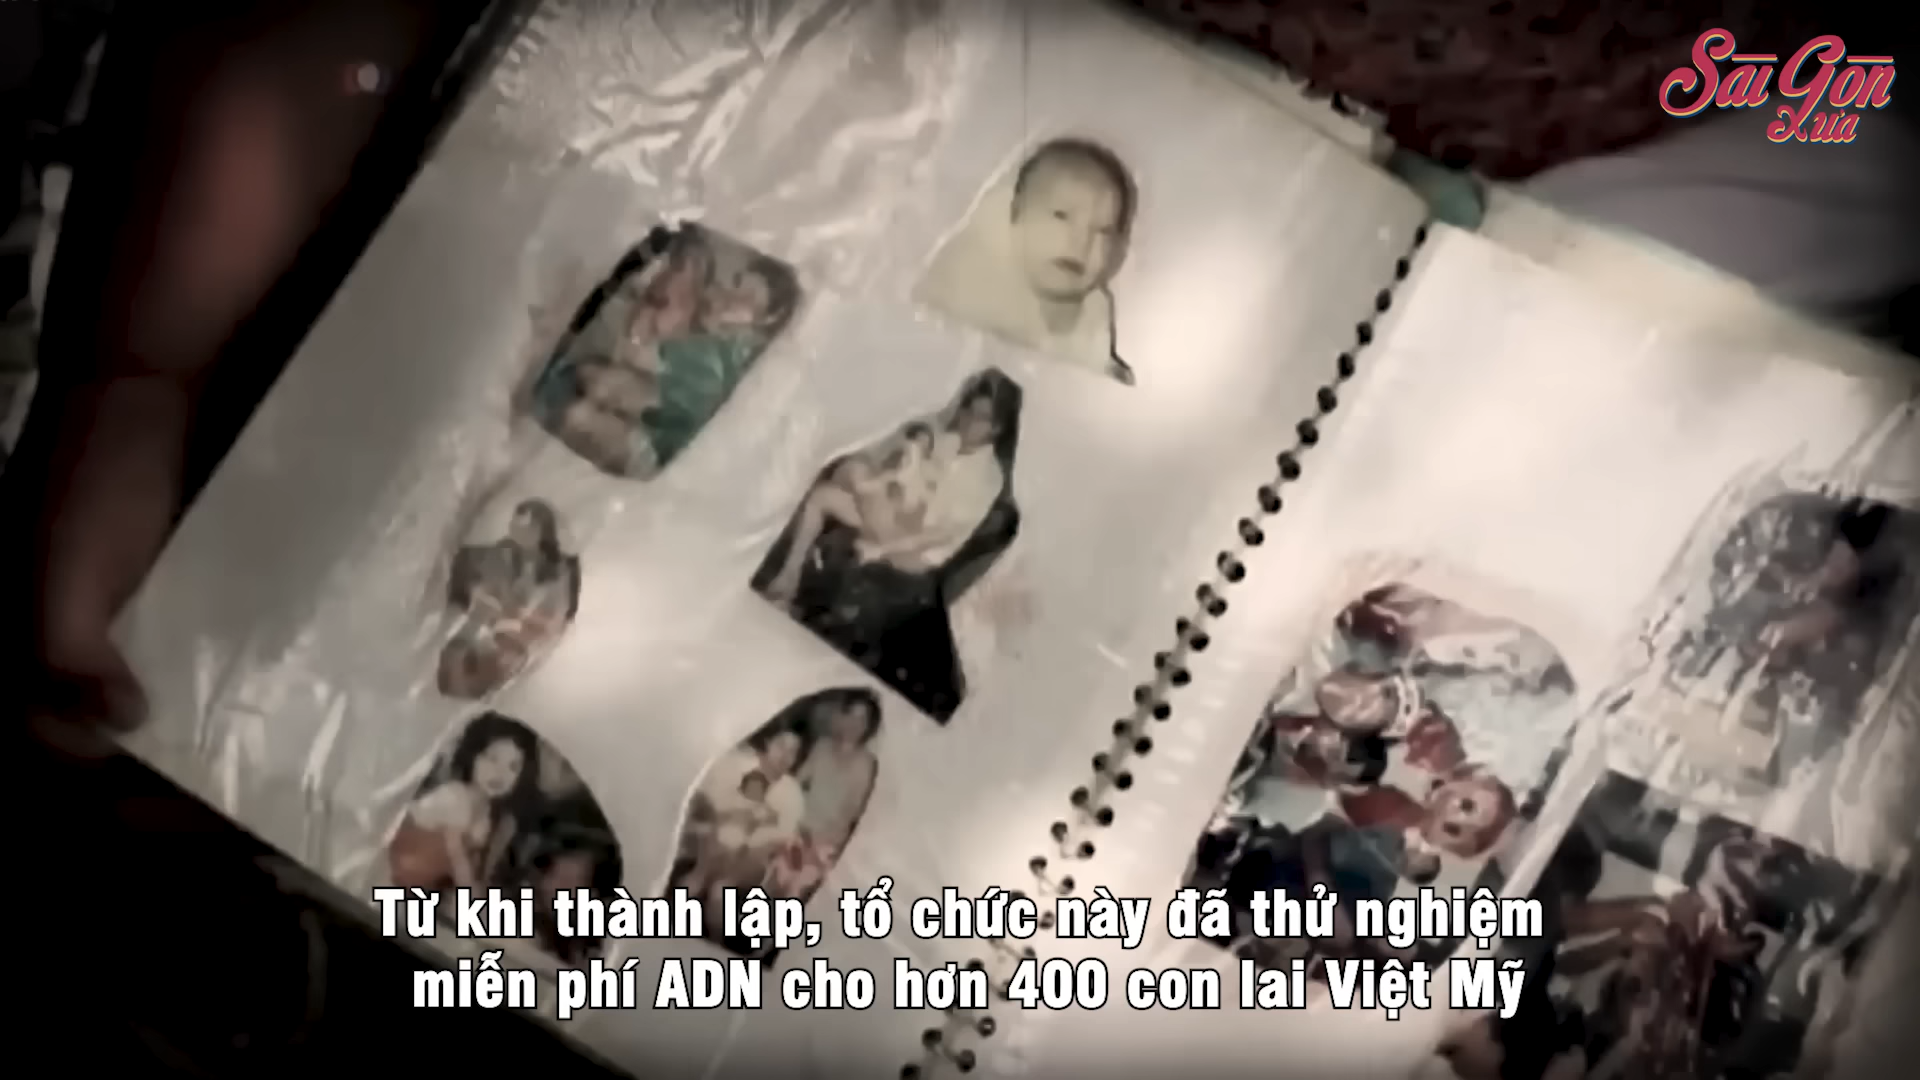 Sài Gòn
Xưa
Từ khi thành lập, tổ chức này đã thử nghiệm
miễn phí ADN cho hơn 400 con lai Việt Mỹ